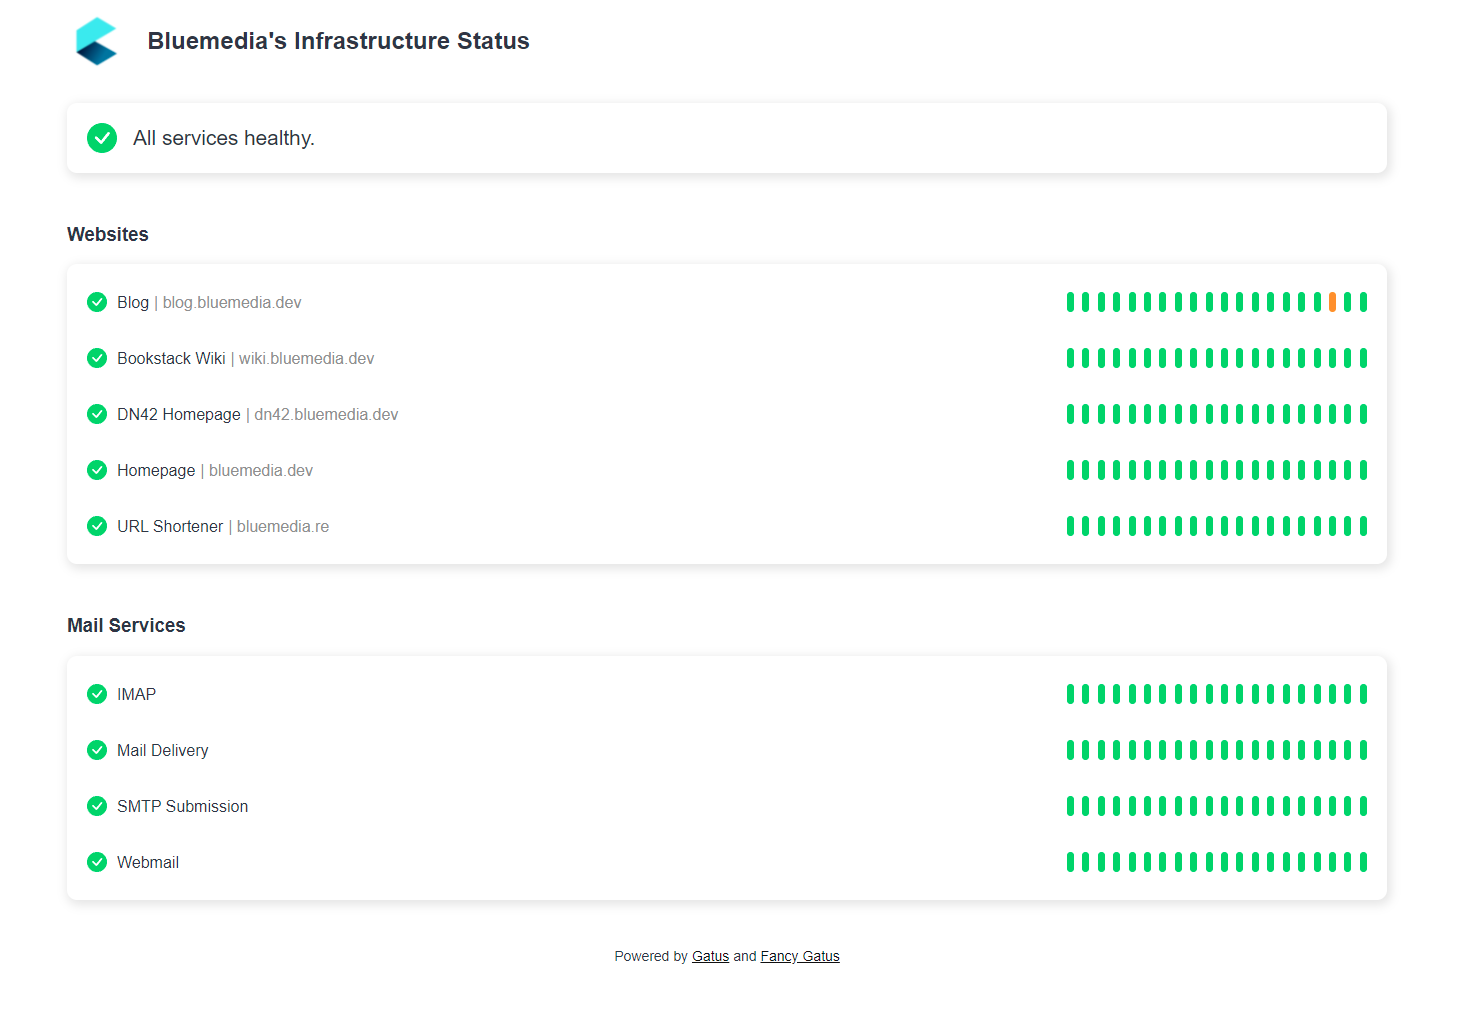 Bluemedia's Infrastructure Status
All services healthy.
Websites
Blog | blog.bluemedia.dev
Bookstack Wiki | wiki.bluemedia.dev
DN42 Homepage | dn42.bluemedia.dev
Homepage | bluemedia.dev
URL Shortener | bluemedia.re
Mail Services
IMAP
Mail Delivery
SMTP Submission
Webmail
Powered by Gatus and Fancy Gatus